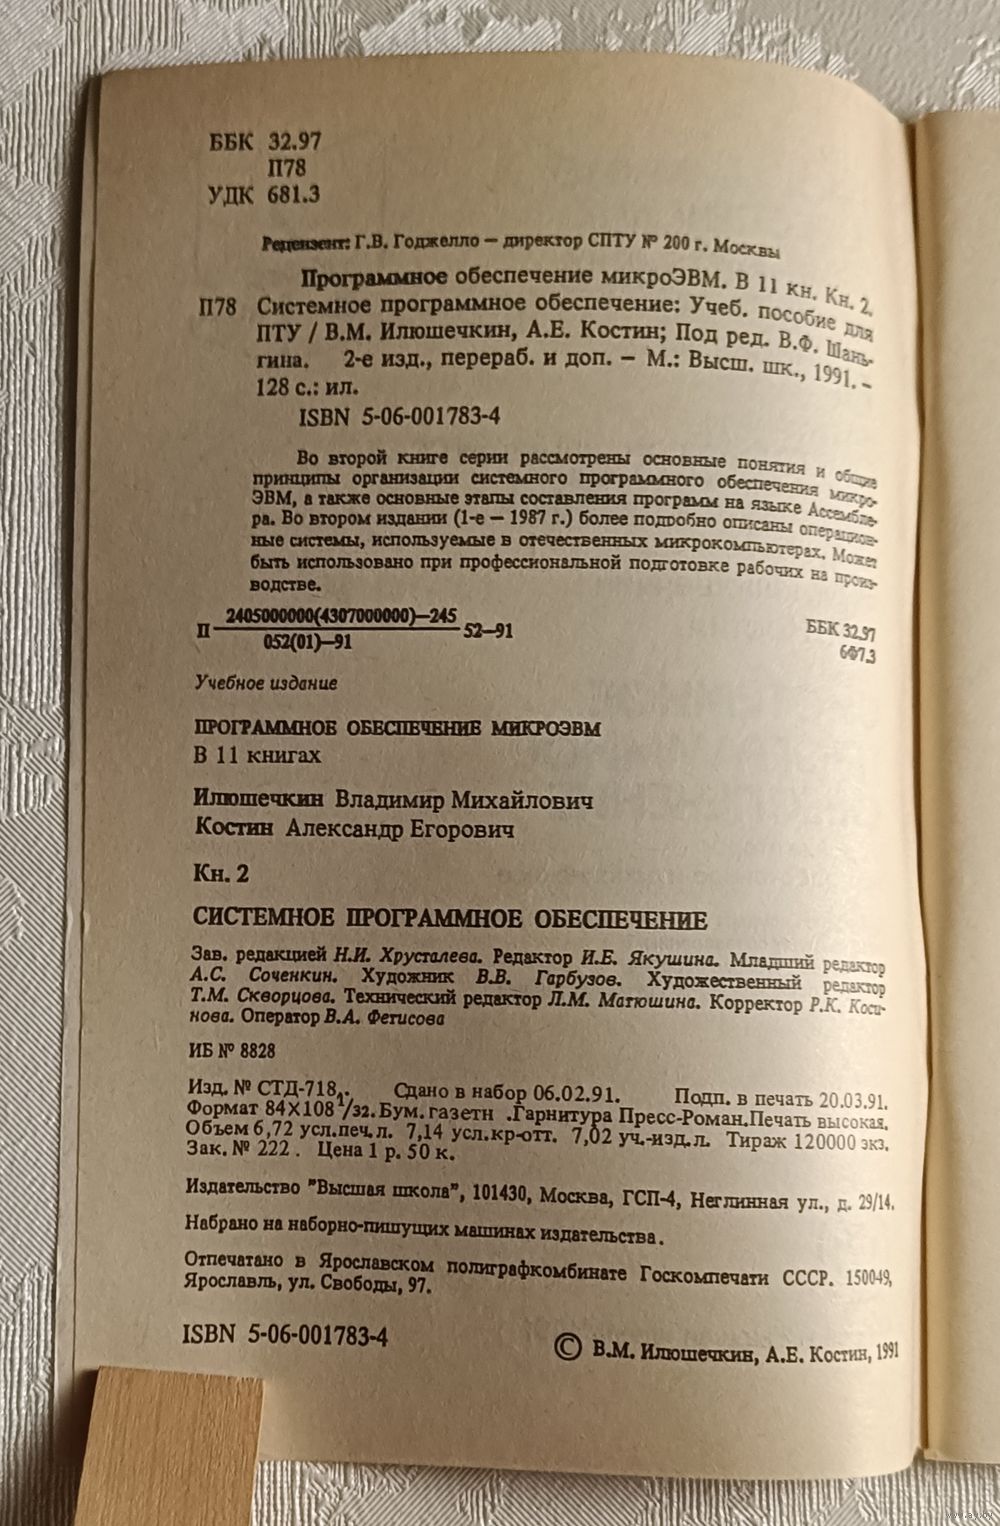 ББК 32.97
П78
УДК 681.3
Рецензент: Г.В. Годжелло — директор СПТУ № 200 г. Москвы
Программное обеспечение микроЭВМ. В 11 кн. Кн. 2.
П78 Системное программное обеспечение: Учеб. пособие для
ПТУ / В.М. Илюшечкин, А.Е. Костин; Под ред. В.Ф. Шань-
гина. 2-е изд., перераб. и доп. — М.: Высш. шк., 1991. —
128 с.: ил.
ISBN 5-06-001783-4
Во второй книге серии рассмотрены основные понятия и общие
принципы организации системного программного обеспечения микро-
ЭВМ, а также основные этапы составления программ на языке Ассембле-
ра. Во втором издании (1-е — 1987 г.) более подробно описаны операцион-
ные системы, используемые в отечественных микрокомпьютерах. Может
быть использовано при профессиональной подготовке рабочих на произ-
водстве.
П 2405000000(4307000000)—245
052(01)—91 52—91
ББК 32.97
6Ф7.3
Учебное издание
ПРОГРАММНОЕ ОБЕСПЕЧЕНИЕ МИКРОЭВМ
В 11 книгах
Илюшечкин Владимир Михайлович
Костин Александр Егорович
Кн. 2
СИСТЕМНОЕ ПРОГРАММНОЕ ОБЕСПЕЧЕНИЕ
Зав. редакцией Н.И. Хрусталева. Редактор И.Б. Якушина. Младший редактор
А.С. Соченкин. Художник В.В. Гарбузов. Художественный редактор
Т.М. Скворцова. Технический редактор Л.М. Матюшина. Корректор Р.К. Коси-
нова. Оператор В.А. Фетисова
ИБ № 8828
Изд. № СТД-718. Сдано в набор 06.02.91. Подп. в печать 20.03.91.
Формат 84×108 1/32. Бум. газетн. Гарнитура Пресс-Роман. Печать высокая.
Объем 6,72 усл.печ.л. 7,14 усл.кр-отт. 7,02 уч.-изд.л. Тираж 120000 экз.
Зак. № 222. Цена 1 р. 50 к.
Издательство "Высшая школа", 101430, Москва, ГСП-4, Неглинная ул., д. 29/14.
Набрано на наборно-пишущих машинах издательства.
Отпечатано в Ярославском полиграфкомбинате Госкомпечати СССР. 150049,
Ярославль, ул. Свободы, 97.
ISBN 5-06-001783-4
© В.М. Илюшечкин, А.Е. Костин, 1991